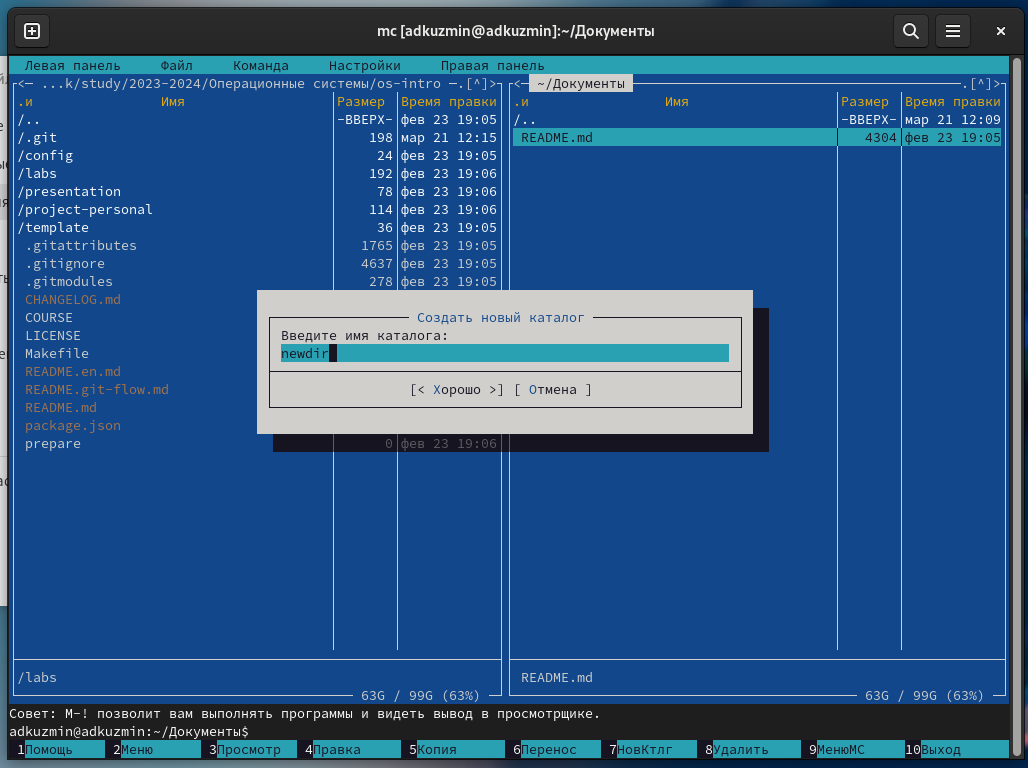 mc [adkuzmin@adkuzmin]:~/Документы
Левая панель Файл Команда Настройки Правая панель
<─ ...k/study/2023-2024/Операционные системы/os-intro ─.[^]> <─ ~/Документы .[^]>
.и Имя Размер Время правки .и Имя Размер Время правки
/.. -ВВЕРХ- фев 23 19:05 /.. -ВВЕРХ- мар 21 12:09
/.git 198 мар 21 12:15 README.md 4304 фев 23 19:05
/config 24 фев 23 19:05
/labs 192 фев 23 19:06
/presentation 78 фев 23 19:06
/project-personal 114 фев 23 19:06
/template 36 фев 23 19:05
.gitattributes 1765 фев 23 19:05
.gitignore 4637 фев 23 19:05
.gitmodules 278 фев 23 19:05
CHANGELOG.md
COURSE
LICENSE
Makefile
README.en.md
README.git-flow.md
README.md
package.json
prepare 0 фев 23 19:06
Создать новый каталог
Введите имя каталога:
newdir
[< Хорошо >] [ Отмена ]
/labs README.md
63G / 99G (63%) 63G / 99G (63%)
Совет: M-! позволит вам выполнять программы и видеть вывод в просмотрщике.
adkuzmin@adkuzmin:~/Документы$
1Помощь 2Меню 3Просмотр 4Правка 5Копия 6Перенос 7НовКтлг 8Удалить 9МенюMC 10Выход